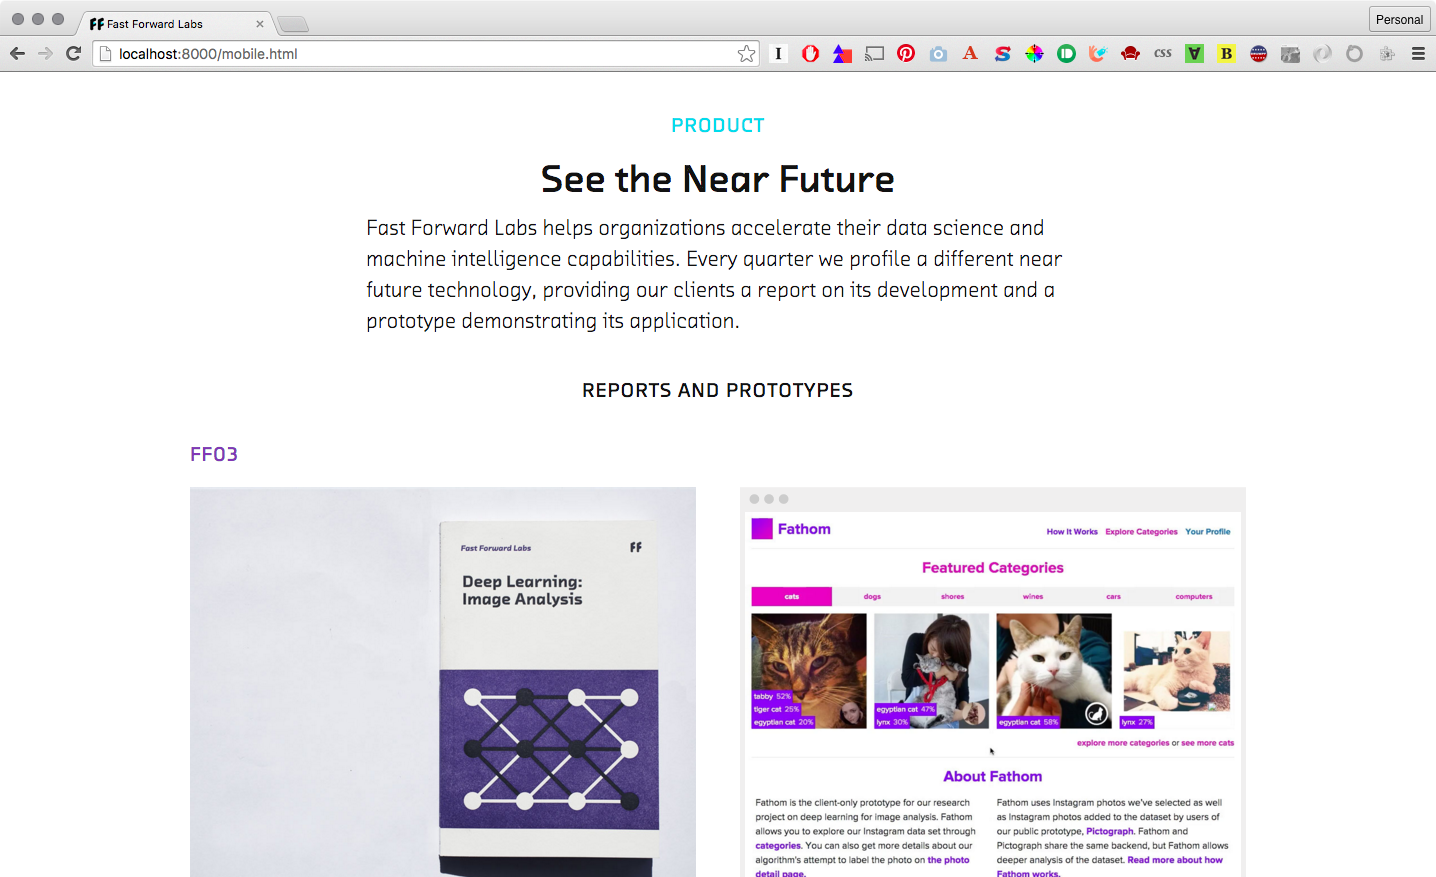 FF Fast Forward Labs
Personal
localhost:8000/mobile.html
PRODUCT
See the Near Future
Fast Forward Labs helps organizations accelerate their data science and
machine intelligence capabilities. Every quarter we profile a different near
future technology, providing our clients a report on its development and a
prototype demonstrating its application.
REPORTS AND PROTOTYPES
FF03
Fast Forward Labs FF
Deep Learning:
Image Analysis
Fathom
How It Works Explore Categories Your Profile
Featured Categories
cats dogs shores wines cars computers
tabby 52%
tiger cat 25%
egyptian cat 20%
egyptian cat 47%
lynx 30%
egyptian cat 58%
lynx 27%
explore more categories or see more cats
About Fathom
Fathom is the client-only prototype for our research
project on deep learning for image analysis. Fathom
allows you to explore our Instagram data set through
categories. You can also get more details about our
algorithm's attempt to label the photo on the photo
detail page.
Fathom uses Instagram photos we've selected as well
as Instagram photos added to the dataset by users of
our public prototype, Pictograph. Fathom and
Pictograph share the same backend, but Fathom allows
deeper analysis of the dataset. Read more about how
Fathom works.